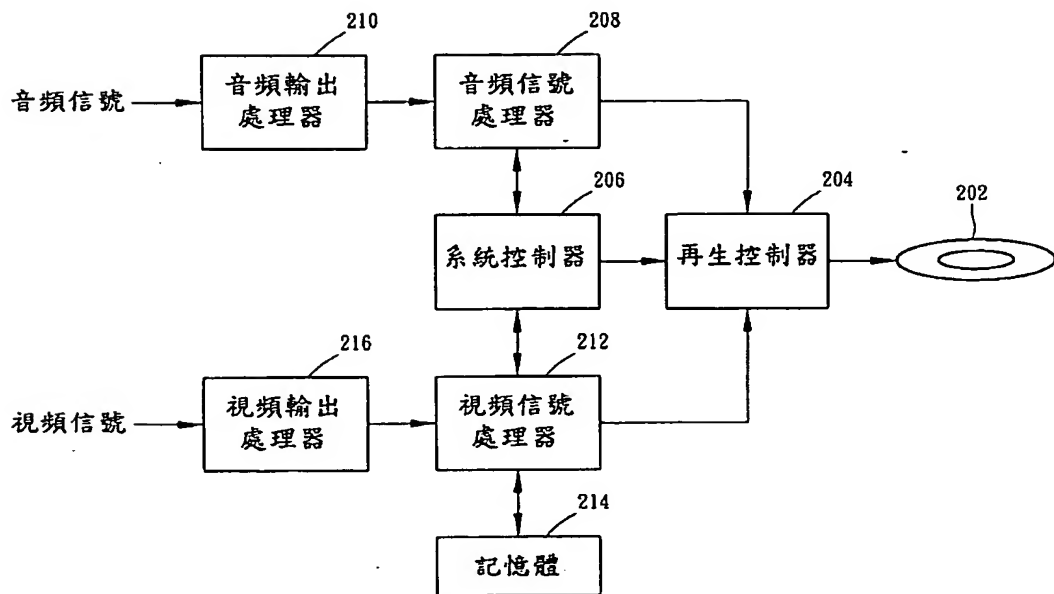 210
208
音頻信號
音頻輸出
處理器
音頻信號
處理器
206
204
202
系統控制器
再生控制器
216
212
視頻信號
視頻輸出
處理器
視頻信號
處理器
214
記憶體